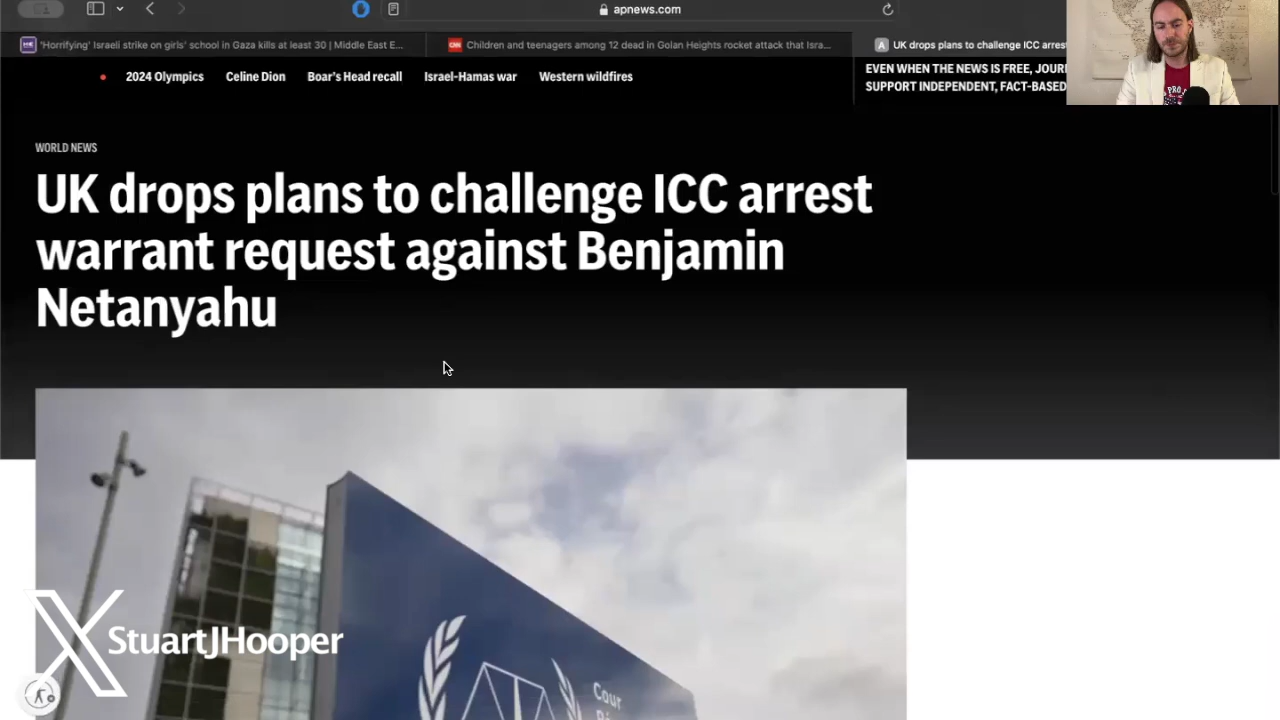 apnews.com
'Horrifying' Israeli strike on girls' school in Gaza kills at least 30 | Middle East E...
CNN Children and teenagers among 12 dead in Golan Heights rocket attack that Isra...
A UK drops plans to challenge ICC arrest
2024 Olympics Celine Dion Boar's Head recall Israel-Hamas war Western wildfires
EVEN WHEN THE NEWS IS FREE, JOUR
SUPPORT INDEPENDENT, FACT-BASED
WORLD NEWS
UK drops plans to challenge ICC arrest
warrant request against Benjamin
Netanyahu
X StuartJHooper
Cour